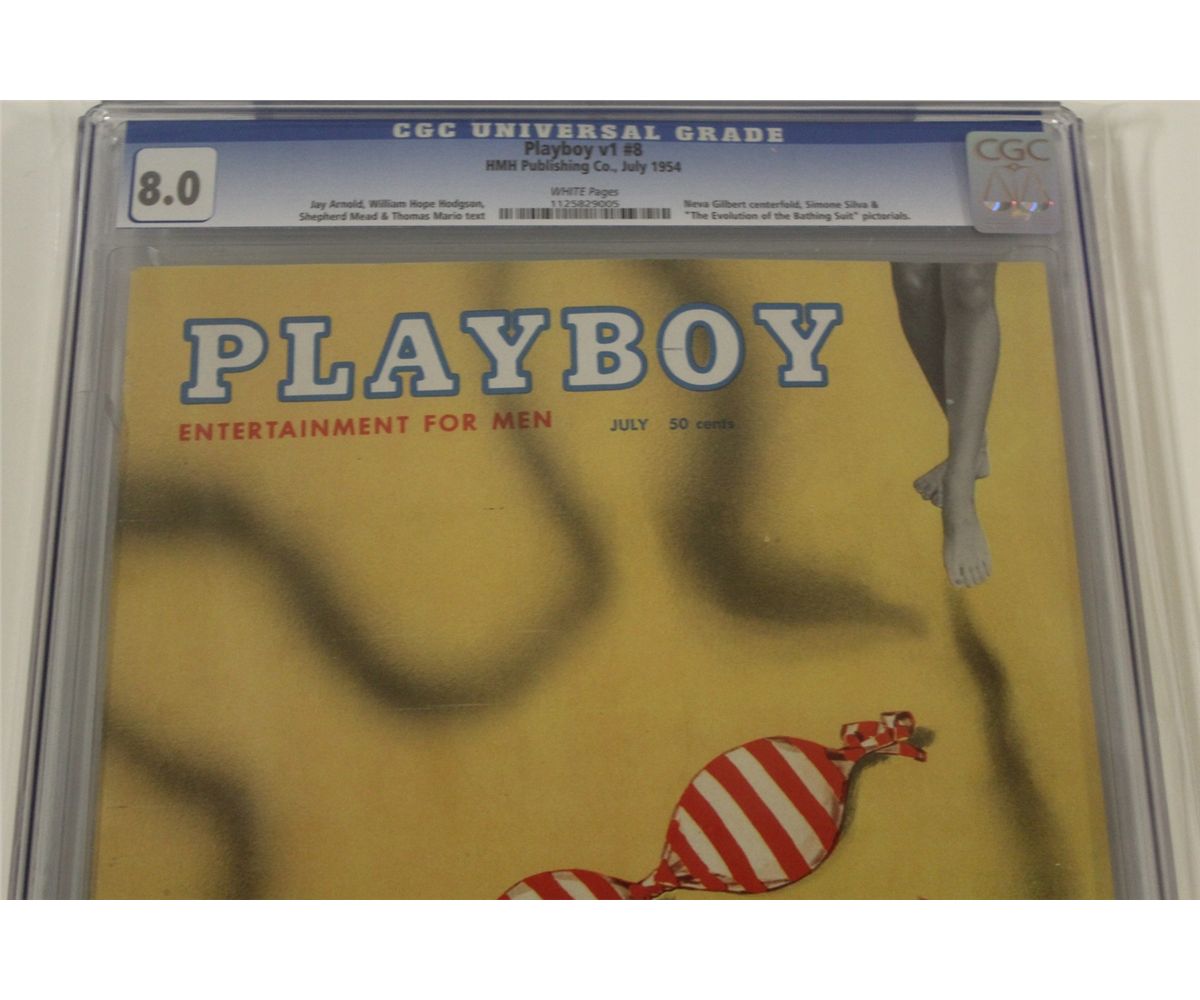 CGC UNIVERSAL GRADE
Playboy v1 #8
HMH Publishing Co., July 1954
8.0
CGC
WHITE Pages
1125829005
Jay Arnold, William Hope Hodgson,
Shepherd Mead & Thomas Mario text
Neva Gilbert centerfold, Simone Silva &
"The Evolution of the Bathing Suit" pictorials.
PLAYBOY
ENTERTAINMENT FOR MEN
JULY 50 cents